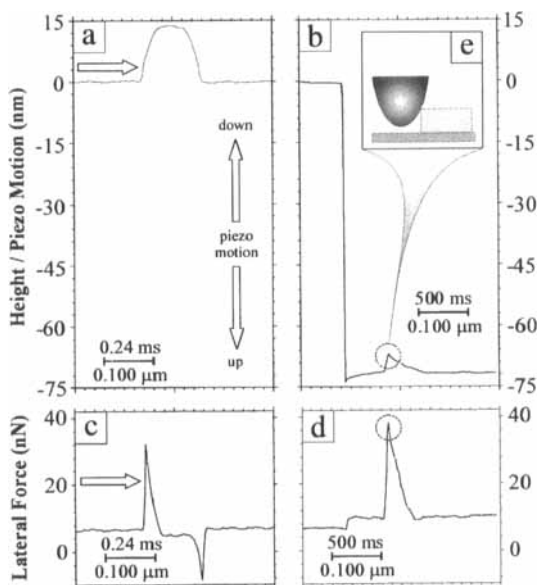 a
b
e
15
0
-15
-30
-45
-60
-75
15
0
-15
-30
-45
-60
-75
Height / Piezo Motion (nm)
down
piezo
motion
up
0.24 ms
0.100 µm
500 ms
0.100 µm
c
d
40
20
0
40
20
0
Lateral Force (nN)
0.24 ms
0.100 µm
500 ms
0.100 µm